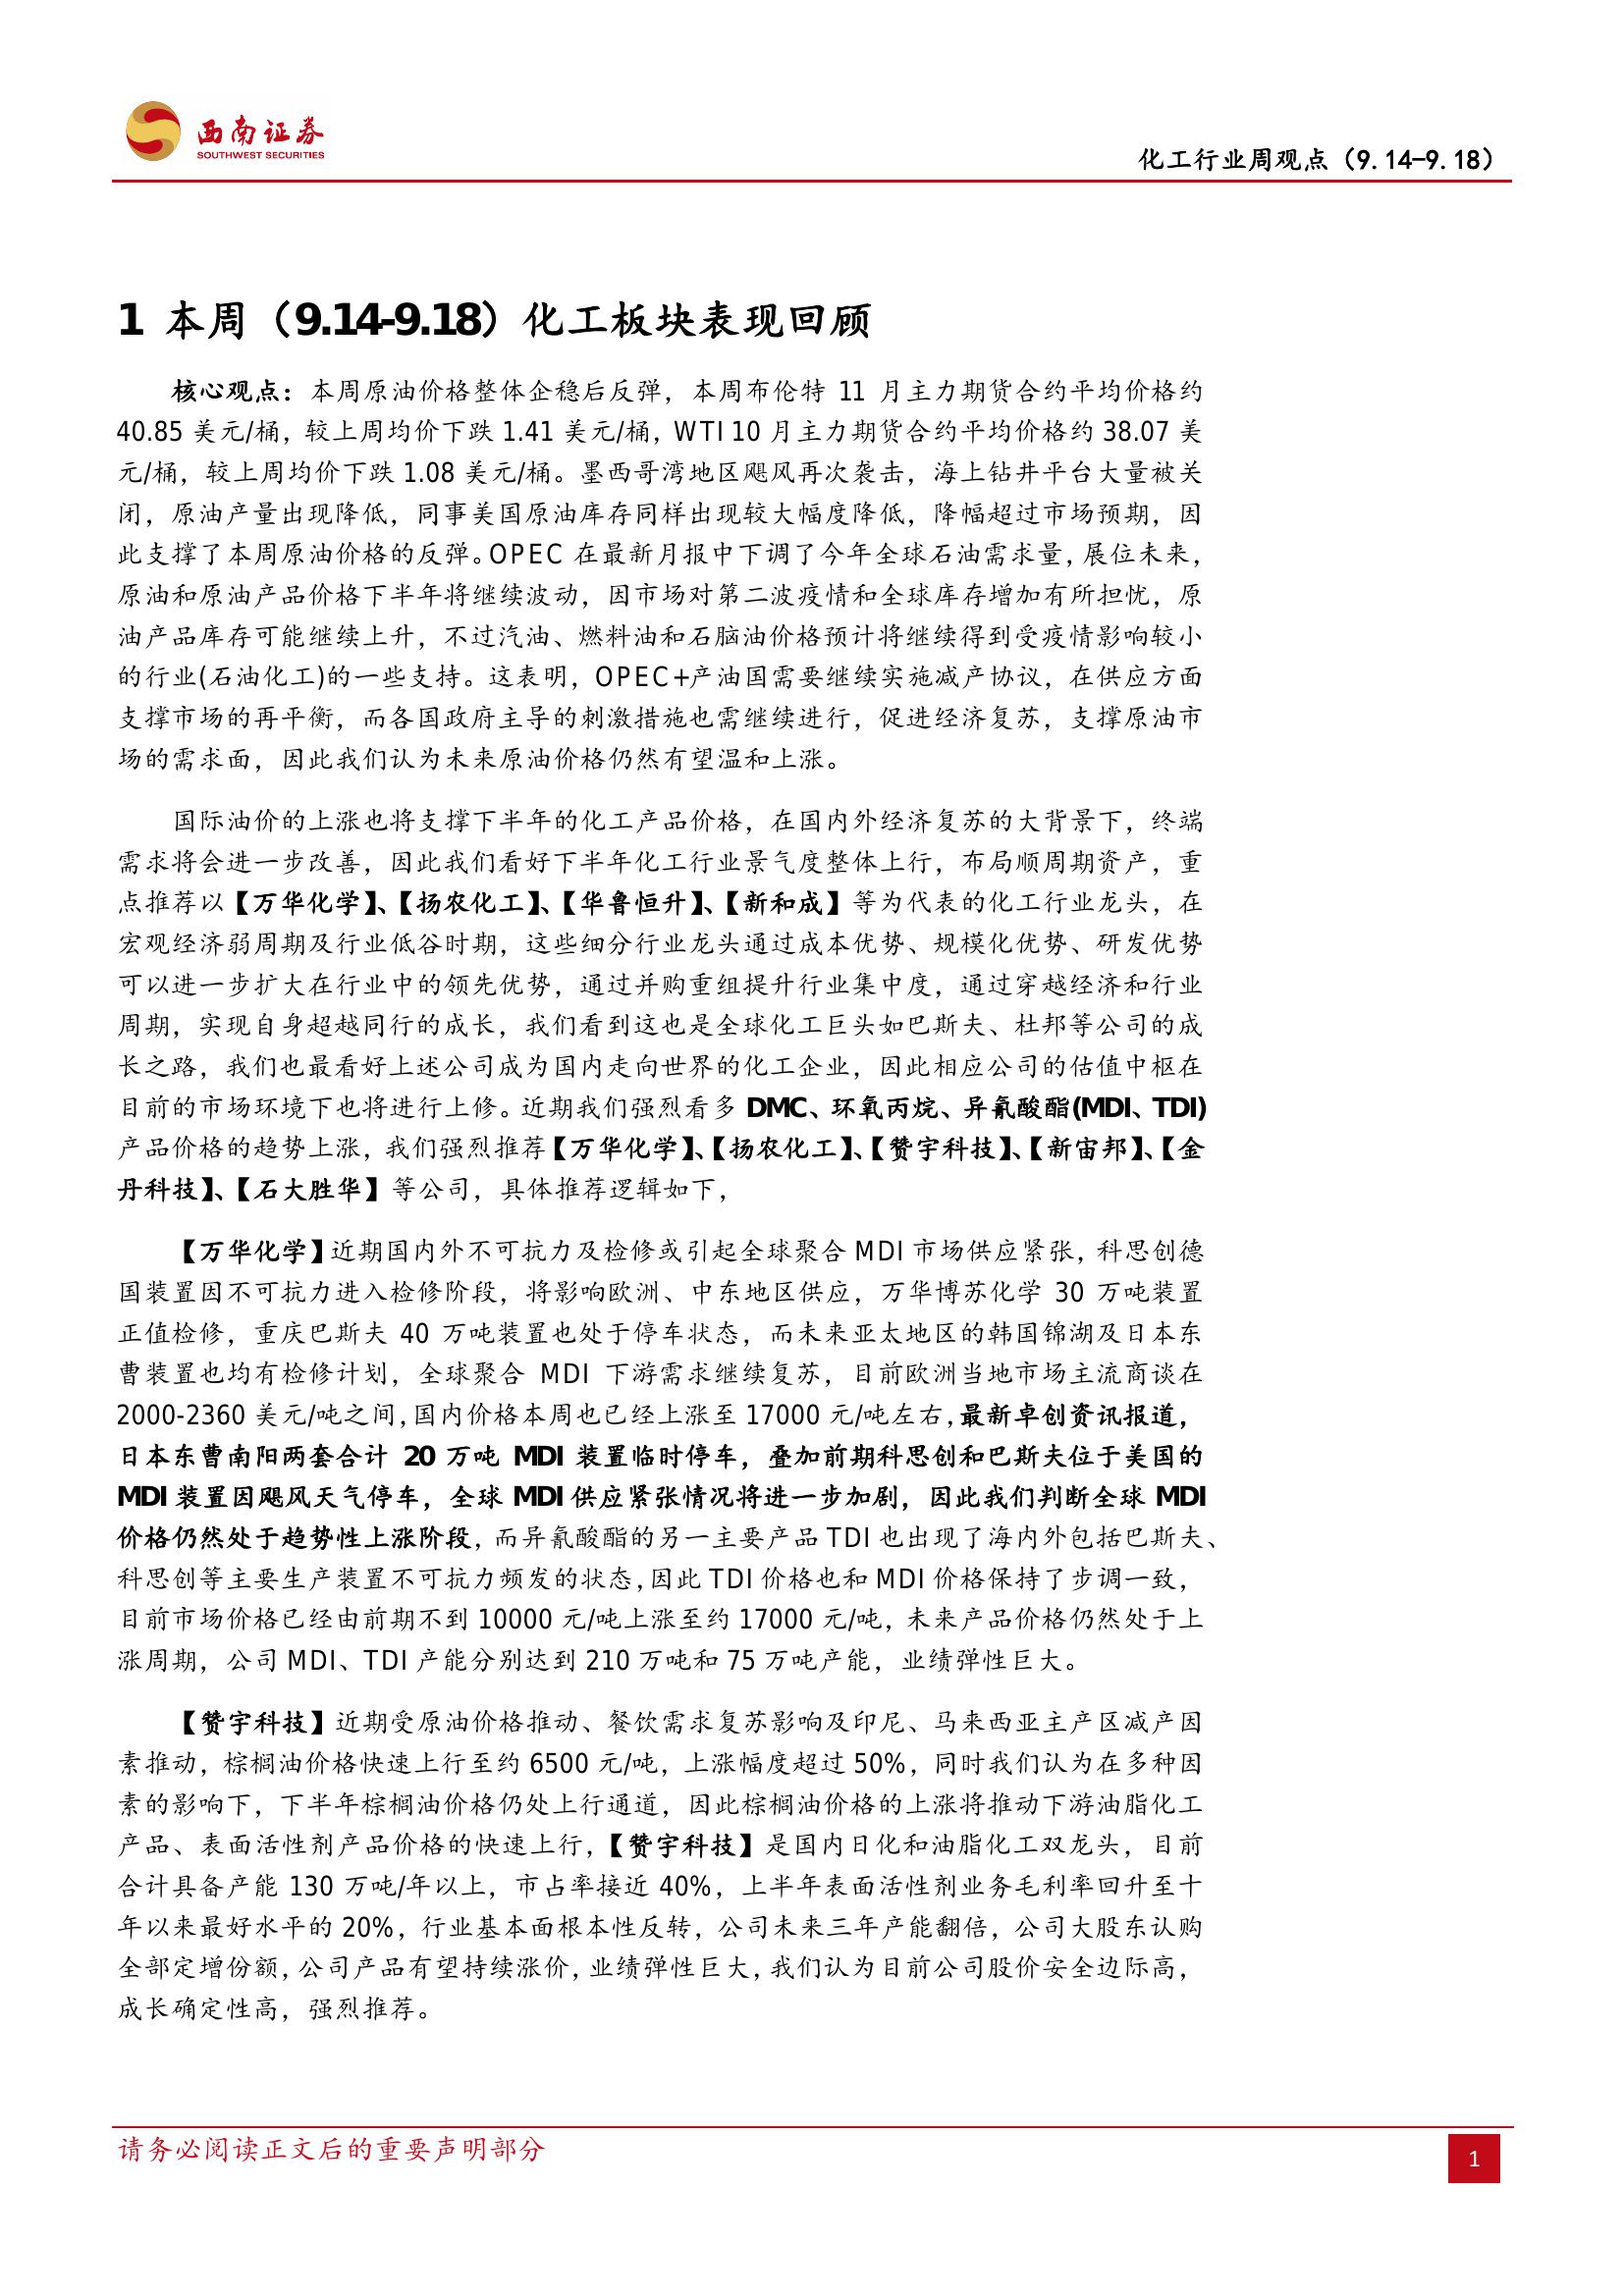 西南证券
SOUTHWEST SECURITIES
化工行业周观点（9.14-9.18）
1 本周（9.14-9.18）化工板块表现回顾
核心观点：本周原油价格整体企稳后反弹，本周布伦特 11 月主力期货合约平均价格约
40.85 美元/桶，较上周均价下跌 1.41 美元/桶，WTI 10 月主力期货合约平均价格约 38.07 美
元/桶，较上周均价下跌 1.08 美元/桶。墨西哥湾地区飓风再次袭击，海上钻井平台大量被关
闭，原油产量出现降低，同事美国原油库存同样出现较大幅度降低，降幅超过市场预期，因
此支撑了本周原油价格的反弹。OPEC 在最新月报中下调了今年全球石油需求量，展位未来，
原油和原油产品价格下半年将继续波动，因市场对第二波疫情和全球库存增加有所担忧，原
油产品库存可能继续上升，不过汽油、燃料油和石脑油价格预计将继续得到受疫情影响较小
的行业(石油化工)的一些支持。这表明，OPEC+产油国需要继续实施减产协议，在供应方面
支撑市场的再平衡，而各国政府主导的刺激措施也需继续进行，促进经济复苏，支撑原油市
场的需求面，因此我们认为未来原油价格仍然有望温和上涨。
国际油价的上涨也将支撑下半年的化工产品价格，在国内外经济复苏的大背景下，终端
需求将会进一步改善，因此我们看好下半年化工行业景气度整体上行，布局顺周期资产，重
点推荐以【万华化学】、【扬农化工】、【华鲁恒升】、【新和成】等为代表的化工行业龙头，在
宏观经济弱周期及行业低谷时期，这些细分行业龙头通过成本优势、规模化优势、研发优势
可以进一步扩大在行业中的领先优势，通过并购重组提升行业集中度，通过穿越经济和行业
周期，实现自身超越同行的成长，我们看到这也是全球化工巨头如巴斯夫、杜邦等公司的成
长之路，我们也最看好上述公司成为国内走向世界的化工企业，因此相应公司的估值中枢在
目前的市场环境下也将进行上修。近期我们强烈看多 DMC、环氧丙烷、异氰酸酯(MDI、TDI)
产品价格的趋势上涨，我们强烈推荐【万华化学】、【扬农化工】、【赞宇科技】、【新宙邦】、【金
丹科技】、【石大胜华】等公司，具体推荐逻辑如下，
【万华化学】近期国内外不可抗力及检修或引起全球聚合 MDI 市场供应紧张，科思创德
国装置因不可抗力进入检修阶段，将影响欧洲、中东地区供应，万华博苏化学 30 万吨装置
正值检修，重庆巴斯夫 40 万吨装置也处于停车状态，而未来亚太地区的韩国锦湖及日本东
曹装置也均有检修计划，全球聚合 MDI 下游需求继续复苏，目前欧洲当地市场主流商谈在
2000-2360 美元/吨之间，国内价格本周也已经上涨至 17000 元/吨左右，最新卓创资讯报道，
日本东曹南阳两套合计 20 万吨 MDI 装置临时停车，叠加前期科思创和巴斯夫位于美国的
MDI 装置因飓风天气停车，全球 MDI 供应紧张情况将进一步加剧，因此我们判断全球 MDI
价格仍然处于趋势性上涨阶段，而异氰酸酯的另一主要产品 TDI 也出现了海内外包括巴斯夫、
科思创等主要生产装置不可抗力频发的状态，因此 TDI 价格也和 MDI 价格保持了步调一致，
目前市场价格已经由前期不到 10000 元/吨上涨至约 17000 元/吨，未来产品价格仍然处于上
涨周期，公司 MDI、TDI 产能分别达到 210 万吨和 75 万吨产能，业绩弹性巨大。
【赞宇科技】近期受原油价格推动、餐饮需求复苏影响及印尼、马来西亚主产区减产因
素推动，棕榈油价格快速上行至约 6500 元/吨，上涨幅度超过 50%，同时我们认为在多种因
素的影响下，下半年棕榈油价格仍处上行通道，因此棕榈油价格的上涨将推动下游油脂化工
产品、表面活性剂产品价格的快速上行，【赞宇科技】是国内日化和油脂化工双龙头，目前
合计具备产能 130 万吨/年以上，市占率接近 40%，上半年表面活性剂业务毛利率回升至十
年以来最好水平的 20%，行业基本面根本性反转，公司未来三年产能翻倍，公司大股东认购
全部定增份额，公司产品有望持续涨价，业绩弹性巨大，我们认为目前公司股价安全边际高，
成长确定性高，强烈推荐。
请务必阅读正文后的重要声明部分
1